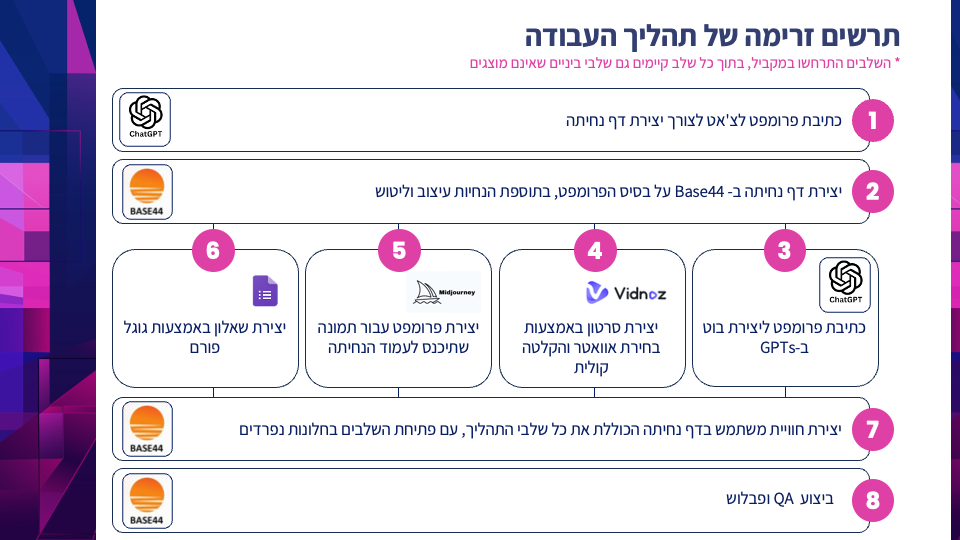 תרשים זרימה של תהליך העבודה
* השלבים התרחשו במקביל, בתוך כל שלב קיימים גם שלבי ביניים שאינם מוצגים
1
כתיבת פרומפט לצ'אט לצורך יצירת דף נחיתה
ChatGPT
2
יצירת דף נחיתה ב- Base44 על בסיס הפרומפט, בתוספת הנחיות עיצוב וליטוש
BASE44
3
ChatGPT
כתיבת פרומפט ליצירת בוט
ב-GPTs
4
Vidnoz
יצירת סרטון באמצעות
בחירת אוואטר והקלטה
קולית
5
Midjourney
יצירת פרומפט עבור תמונה
שתיכנס לעמוד הנחיתה
6
יצירת שאלון באמצעות גוגל
פורם
7
יצירת חוויית משתמש בדף נחיתה הכוללת את כל שלבי התהליך, עם פתיחת השלבים בחלונות נפרדים
BASE44
8
ביצוע QA ופבלוש
BASE44